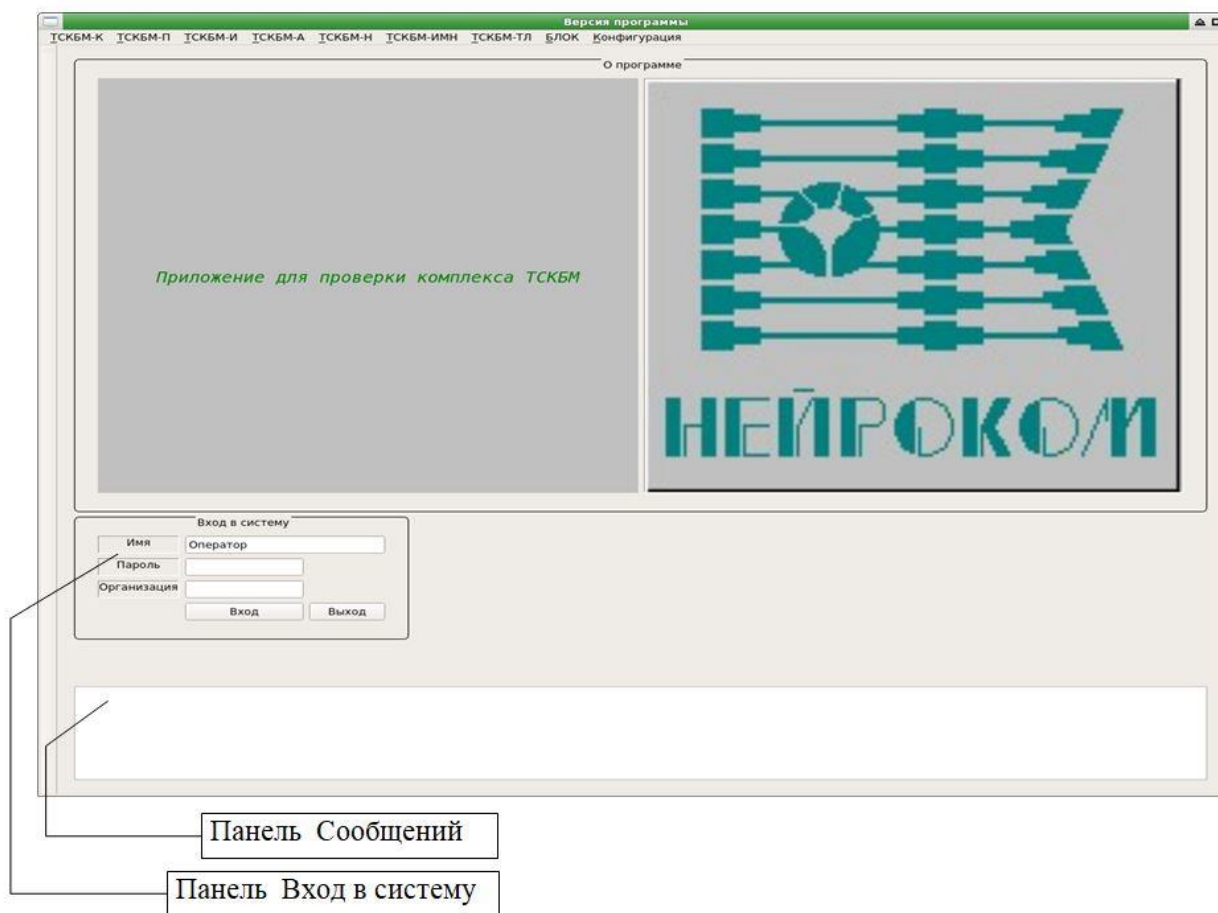 Версия программы
ТСКБМ-К ТСКБМ-П ТСКБМ-И ТСКБМ-А ТСКБМ-Н ТСКБМ-ИМН ТСКБМ-ТЛ БЛОК Конфигурация
О программе
Приложение для проверки комплекса ТСКБМ
НЕЙРОКОМ
Вход в систему
Имя Оператор
Пароль
Организация
Вход Выход
Панель Сообщений
Панель Вход в систему